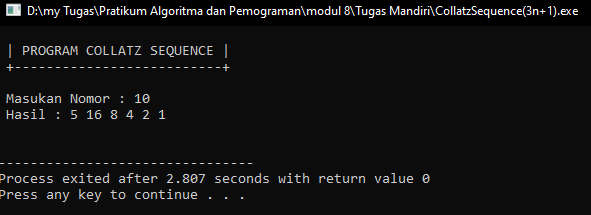 D:\my Tugas\Pratikum Algoritma dan Pemograman\modul 8\Tugas Mandiri\CollatzSequence(3n+1).exe
| PROGRAM COLLATZ SEQUENCE |
+--------------------------+
Masukan Nomor : 10
Hasil : 5 16 8 4 2 1
--------------------------------
Process exited after 2.807 seconds with return value 0
Press any key to continue . . .